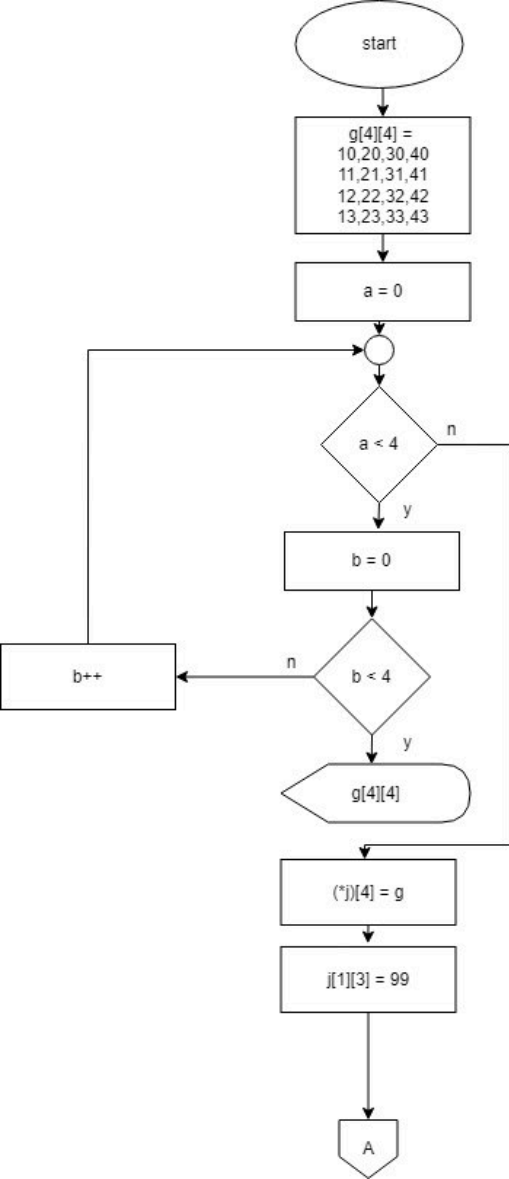 start
g[4][4] =
10,20,30,40
11,21,31,41
12,22,32,42
13,23,33,43
a = 0
a < 4
n
y
b = 0
b < 4
n
b++
y
g[4][4]
(*j)[4] = g
j[1][3] = 99
A